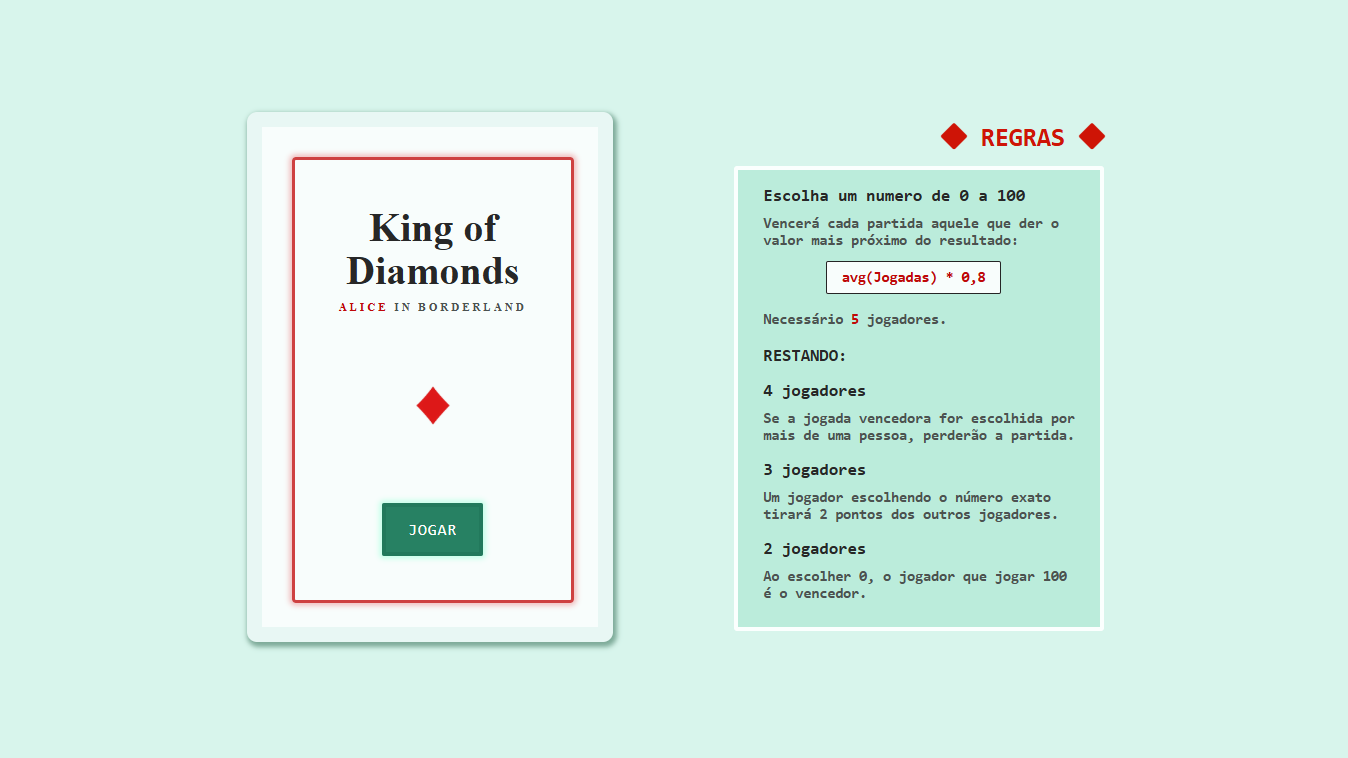 King of
Diamonds
ALICE IN BORDERLAND
JOGAR
REGRAS
Escolha um numero de 0 a 100
Vencerá cada partida aquele que der o
valor mais próximo do resultado:
avg(Jogadas) * 0,8
Necessário 5 jogadores.
RESTANDO:
4 jogadores
Se a jogada vencedora for escolhida por
mais de uma pessoa, perderão a partida.
3 jogadores
Um jogador escolhendo o número exato
tirará 2 pontos dos outros jogadores.
2 jogadores
Ao escolher 0, o jogador que jogar 100
é o vencedor.